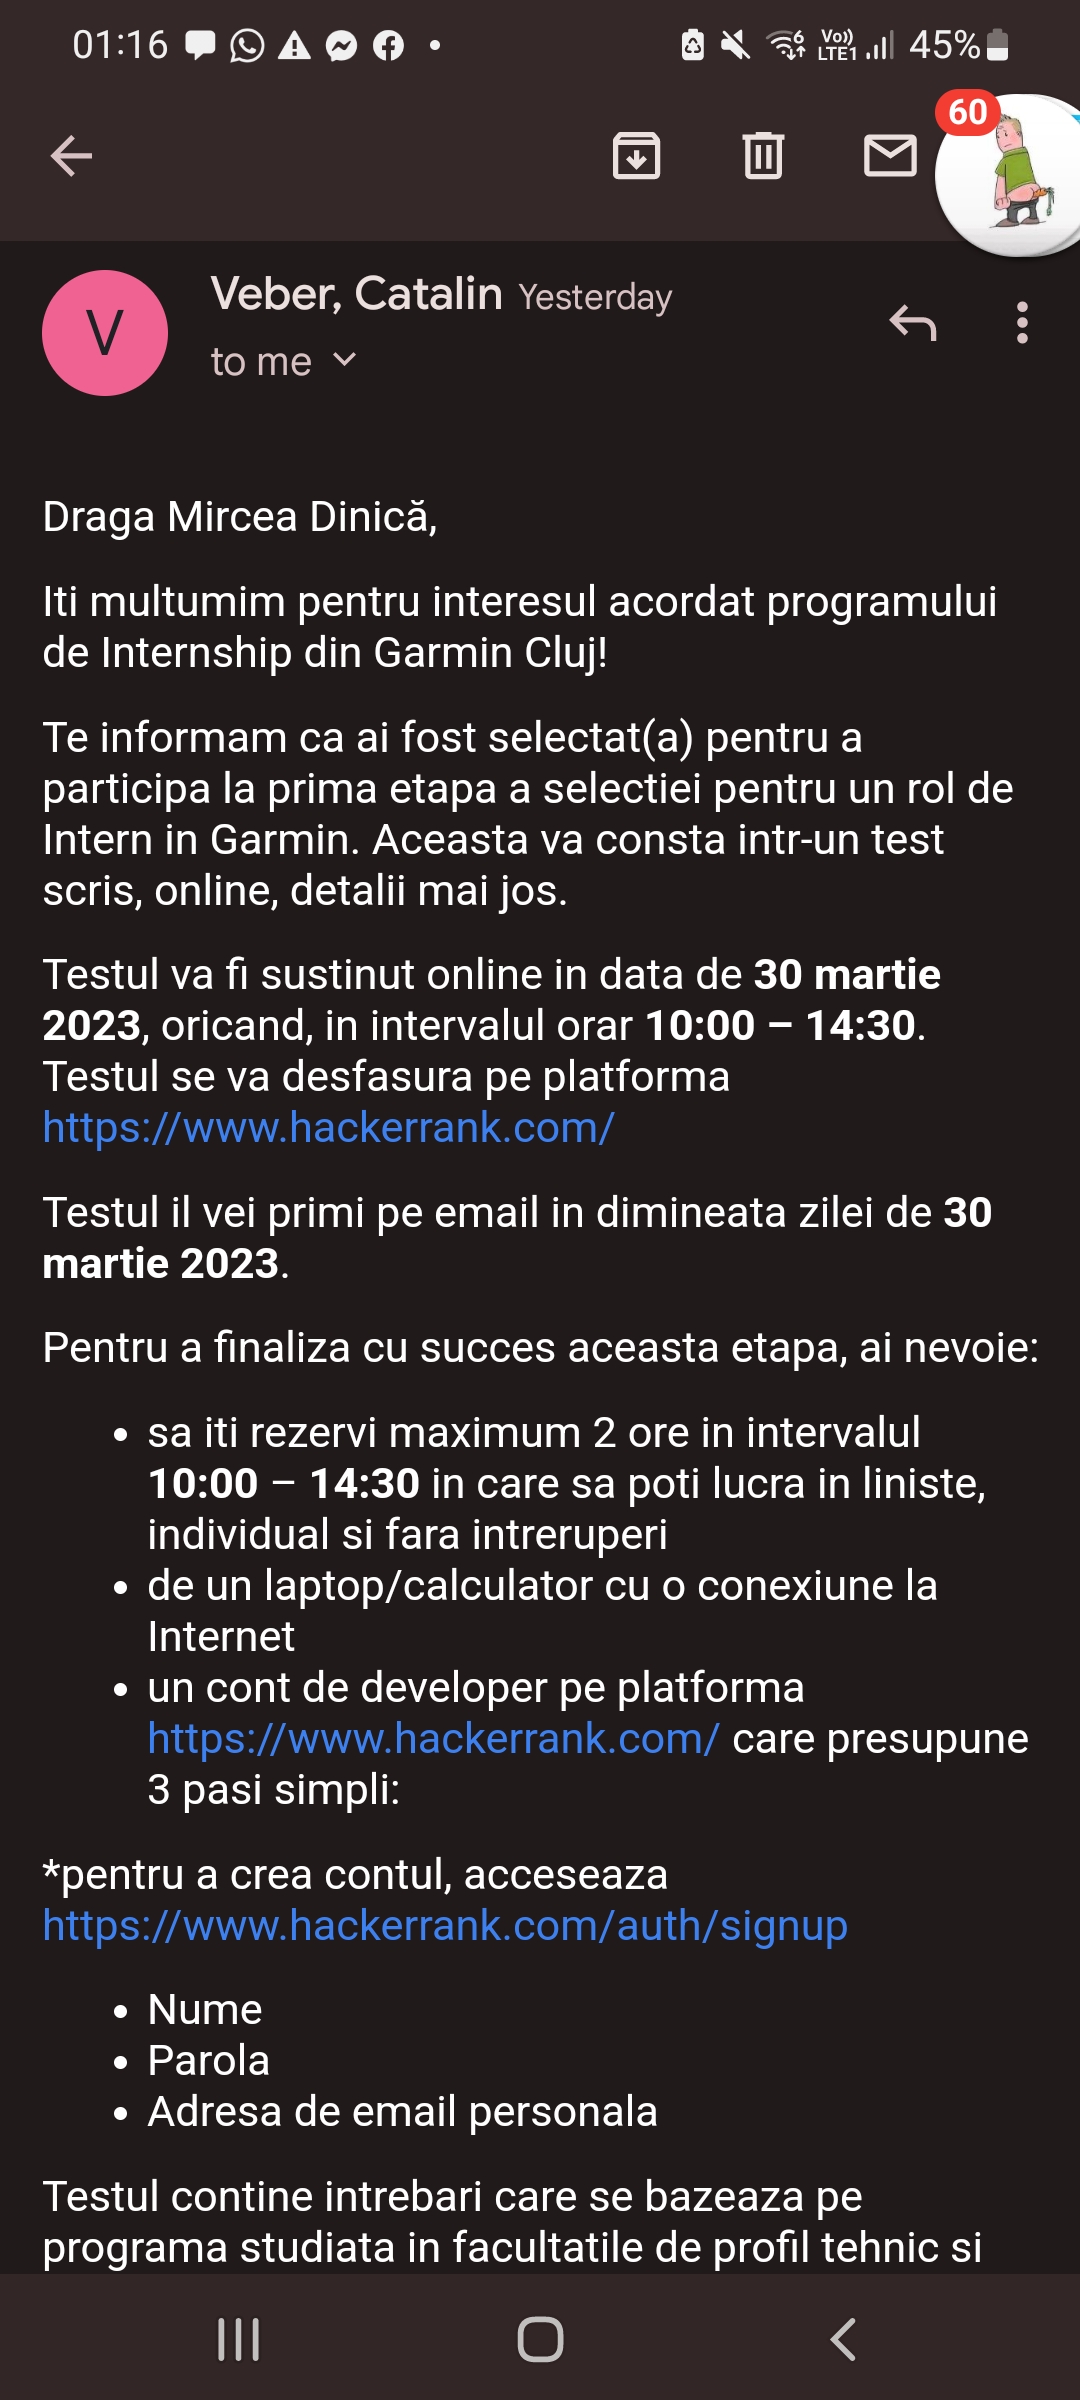 01:16
6
Vo))
LTE1
45%
60
V
Veber, Catalin Yesterday
to me
Draga Mircea Dinică,
Iti multumim pentru interesul acordat programului
de Internship din Garmin Cluj!
Te informam ca ai fost selectat(a) pentru a
participa la prima etapa a selectiei pentru un rol de
Intern in Garmin. Aceasta va consta intr-un test
scris, online, detalii mai jos.
Testul va fi sustinut online in data de 30 martie
2023, oricand, in intervalul orar 10:00 – 14:30.
Testul se va desfasura pe platforma
https://www.hackerrank.com/
Testul il vei primi pe email in dimineata zilei de 30
martie 2023.
Pentru a finaliza cu succes aceasta etapa, ai nevoie:
• sa iti rezervi maximum 2 ore in intervalul
10:00 – 14:30 in care sa poti lucra in liniste,
individual si fara intreruperi
• de un laptop/calculator cu o conexiune la
Internet
• un cont de developer pe platforma
https://www.hackerrank.com/ care presupune
3 pasi simpli:
*pentru a crea contul, acceseaza
https://www.hackerrank.com/auth/signup
• Nume
• Parola
• Adresa de email personala
Testul contine intrebari care se bazeaza pe
programa studiata in facultatile de profil tehnic si